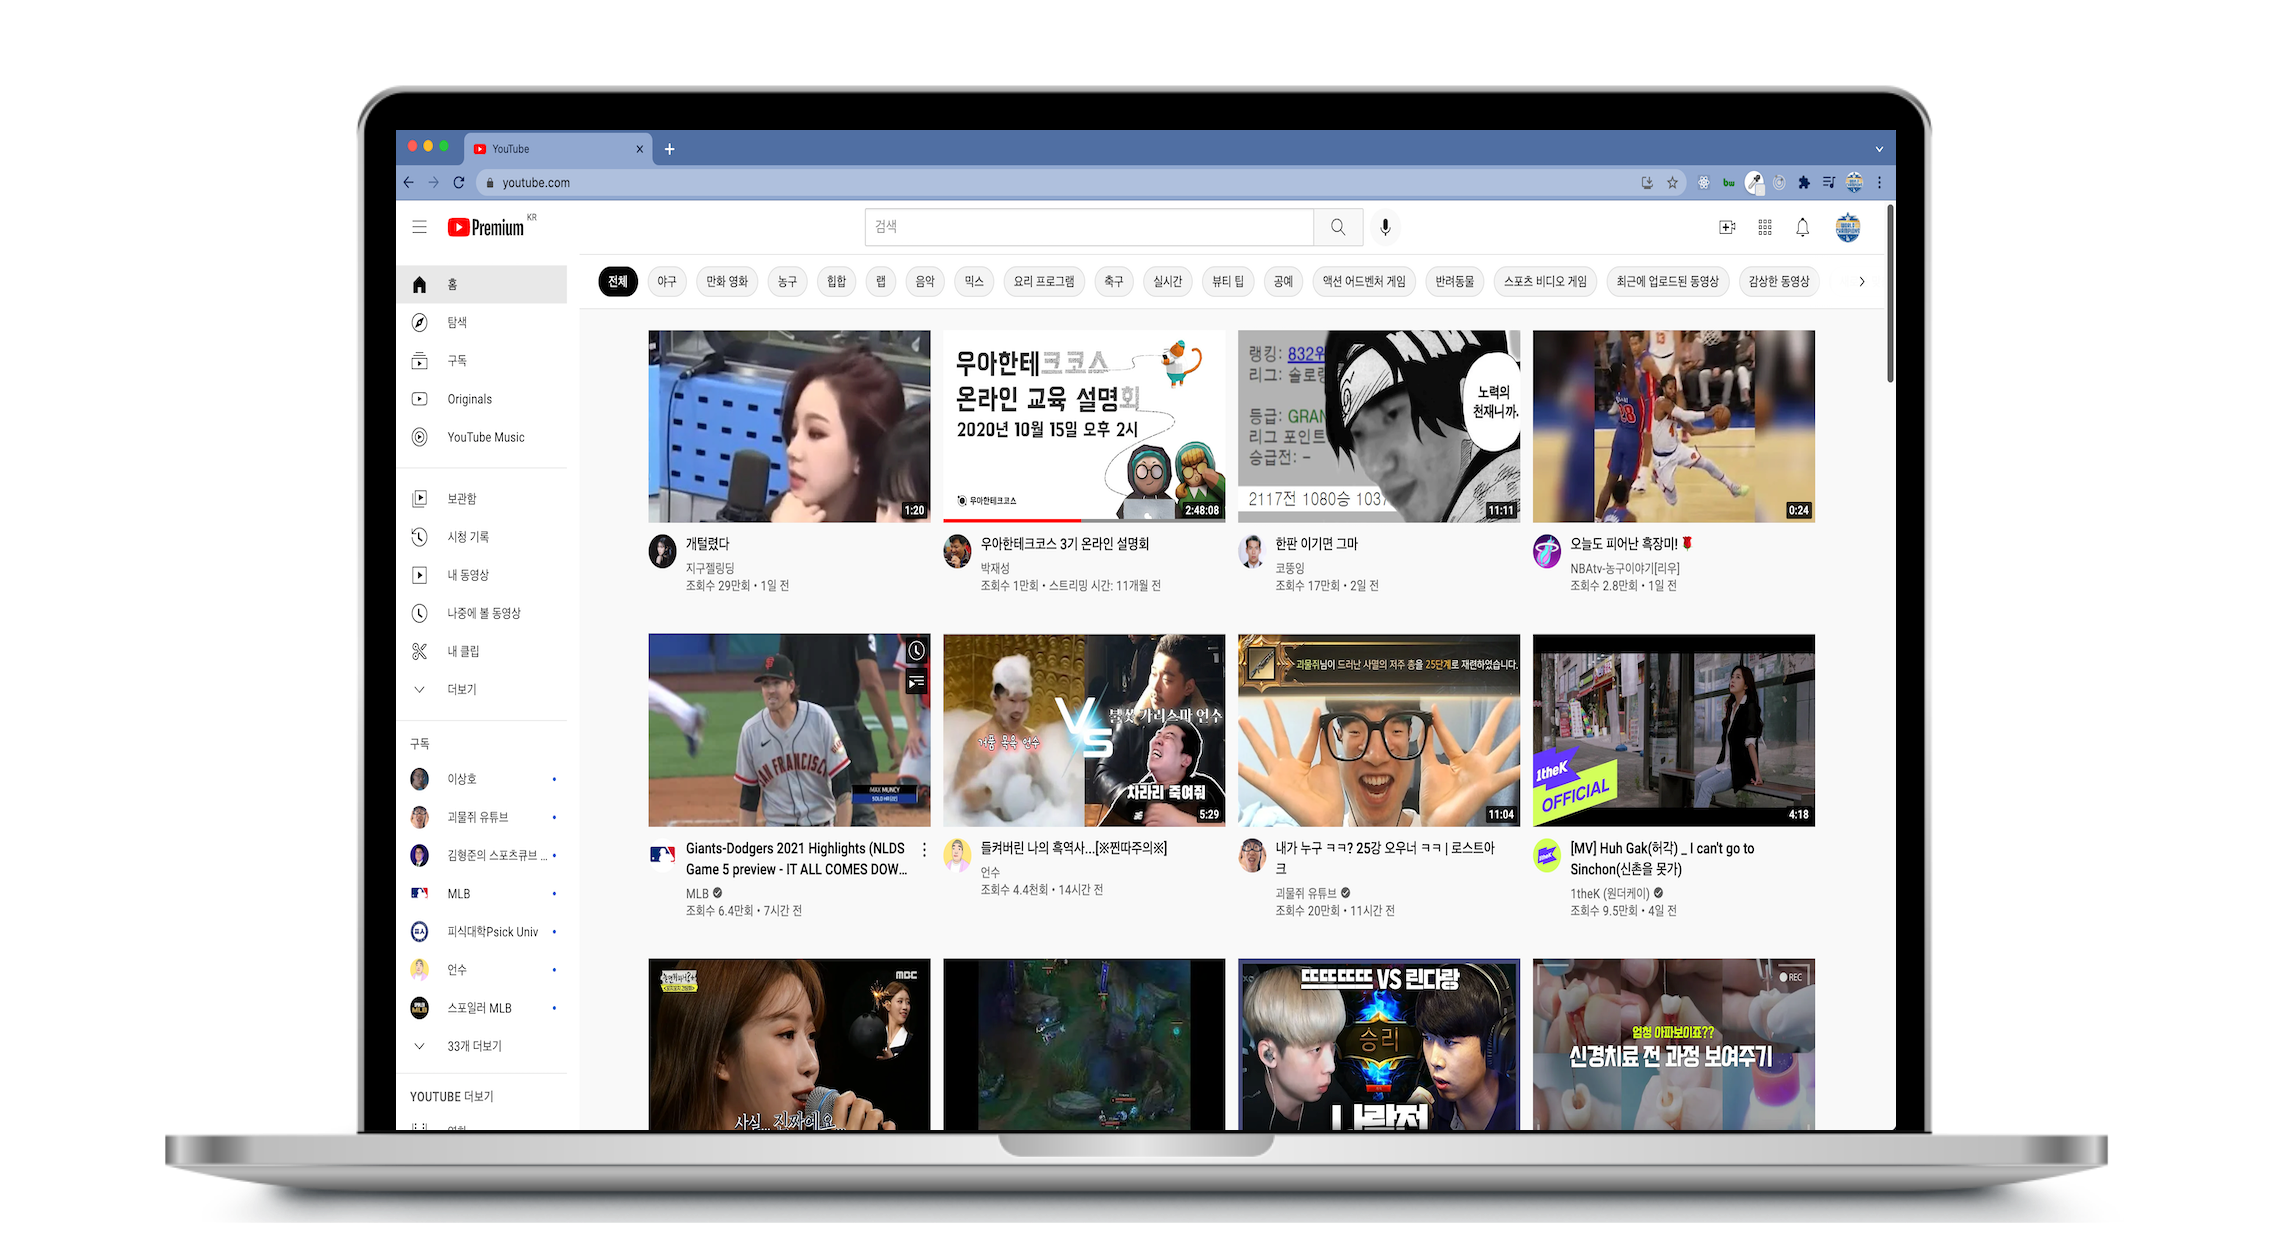 YouTube
youtube.com
bw
Premium KR
검색
홈
탐색
구독
Originals
YouTube Music
보관함
시청 기록
내 동영상
나중에 볼 동영상
내 클립
더보기
구독
이상호
괴물쥐 유튜브
김형준의 스포츠큐브 ...
MLB
피식대학Psick Univ
언수
스포일러 MLB
33개 더보기
YOUTUBE 더보기
전체 야구 만화 영화 농구 힙합 랩 음악 믹스 요리 프로그램 축구 실시간 뷰티 팁 공예 액션 어드벤처 게임 반려동물 스포츠 비디오 게임 최근에 업로드된 동영상 감상한 동영상
1:20
개털렸다
지구젤링딩
조회수 29만회 • 1일 전
우아한테크코스
온라인 교육 설명회
2020년 10월 15일 오후 2시
우아한테크코스
2:48:08
우아한테크코스 3기 온라인 설명회
박재성
조회수 1만회 • 스트리밍 시간: 11개월 전
랭킹: 832위
리그: 솔로랭
등급: GRAN
리그 포인트
승급전: -
2117전 1080승 1037
노력의
천재니까.
11:11
한판 이기면 그마
코뚱잉
조회수 17만회 • 2일 전
28
0:24
오늘도 피어난 흑장미! 🌹
NBAtv-농구이야기[리우]
조회수 2.8만회 • 1일 전
SAN FRANCISCO
MAX MUNCY
Giants-Dodgers 2021 Highlights (NLDS
Game 5 preview - IT ALL COMES DOW...
MLB
조회수 6.4만회 • 7시간 전
거품 목욕 언수
VS
불쏘 카리스마 언수
차라리 죽여줘
5:29
들켜버린 나의 흑역사...[※찐따주의※]
언수
조회수 4.4천회 • 14시간 전
괴물쥐님이 드러난 사멸의 저주 총을 25단계로 재련하였습니다.
11:04
내가 누구 ㅋㅋ? 25강 오우너 ㅋㅋ | 로스트아
크
괴물쥐 유튜브
조회수 20만회 • 11시간 전
1theK
OFFICIAL
4:18
[MV] Huh Gak(허각) _ I can't go to
Sinchon(신촌을 못가)
1theK (원더케이)
조회수 9.5만회 • 4일 전
MBC
사실... 진짜예요...
뜨뜨뜨뜨 VS 린다랑
승리
REC
엄청 아파보이죠??
신경치료 전 과정 보여주기